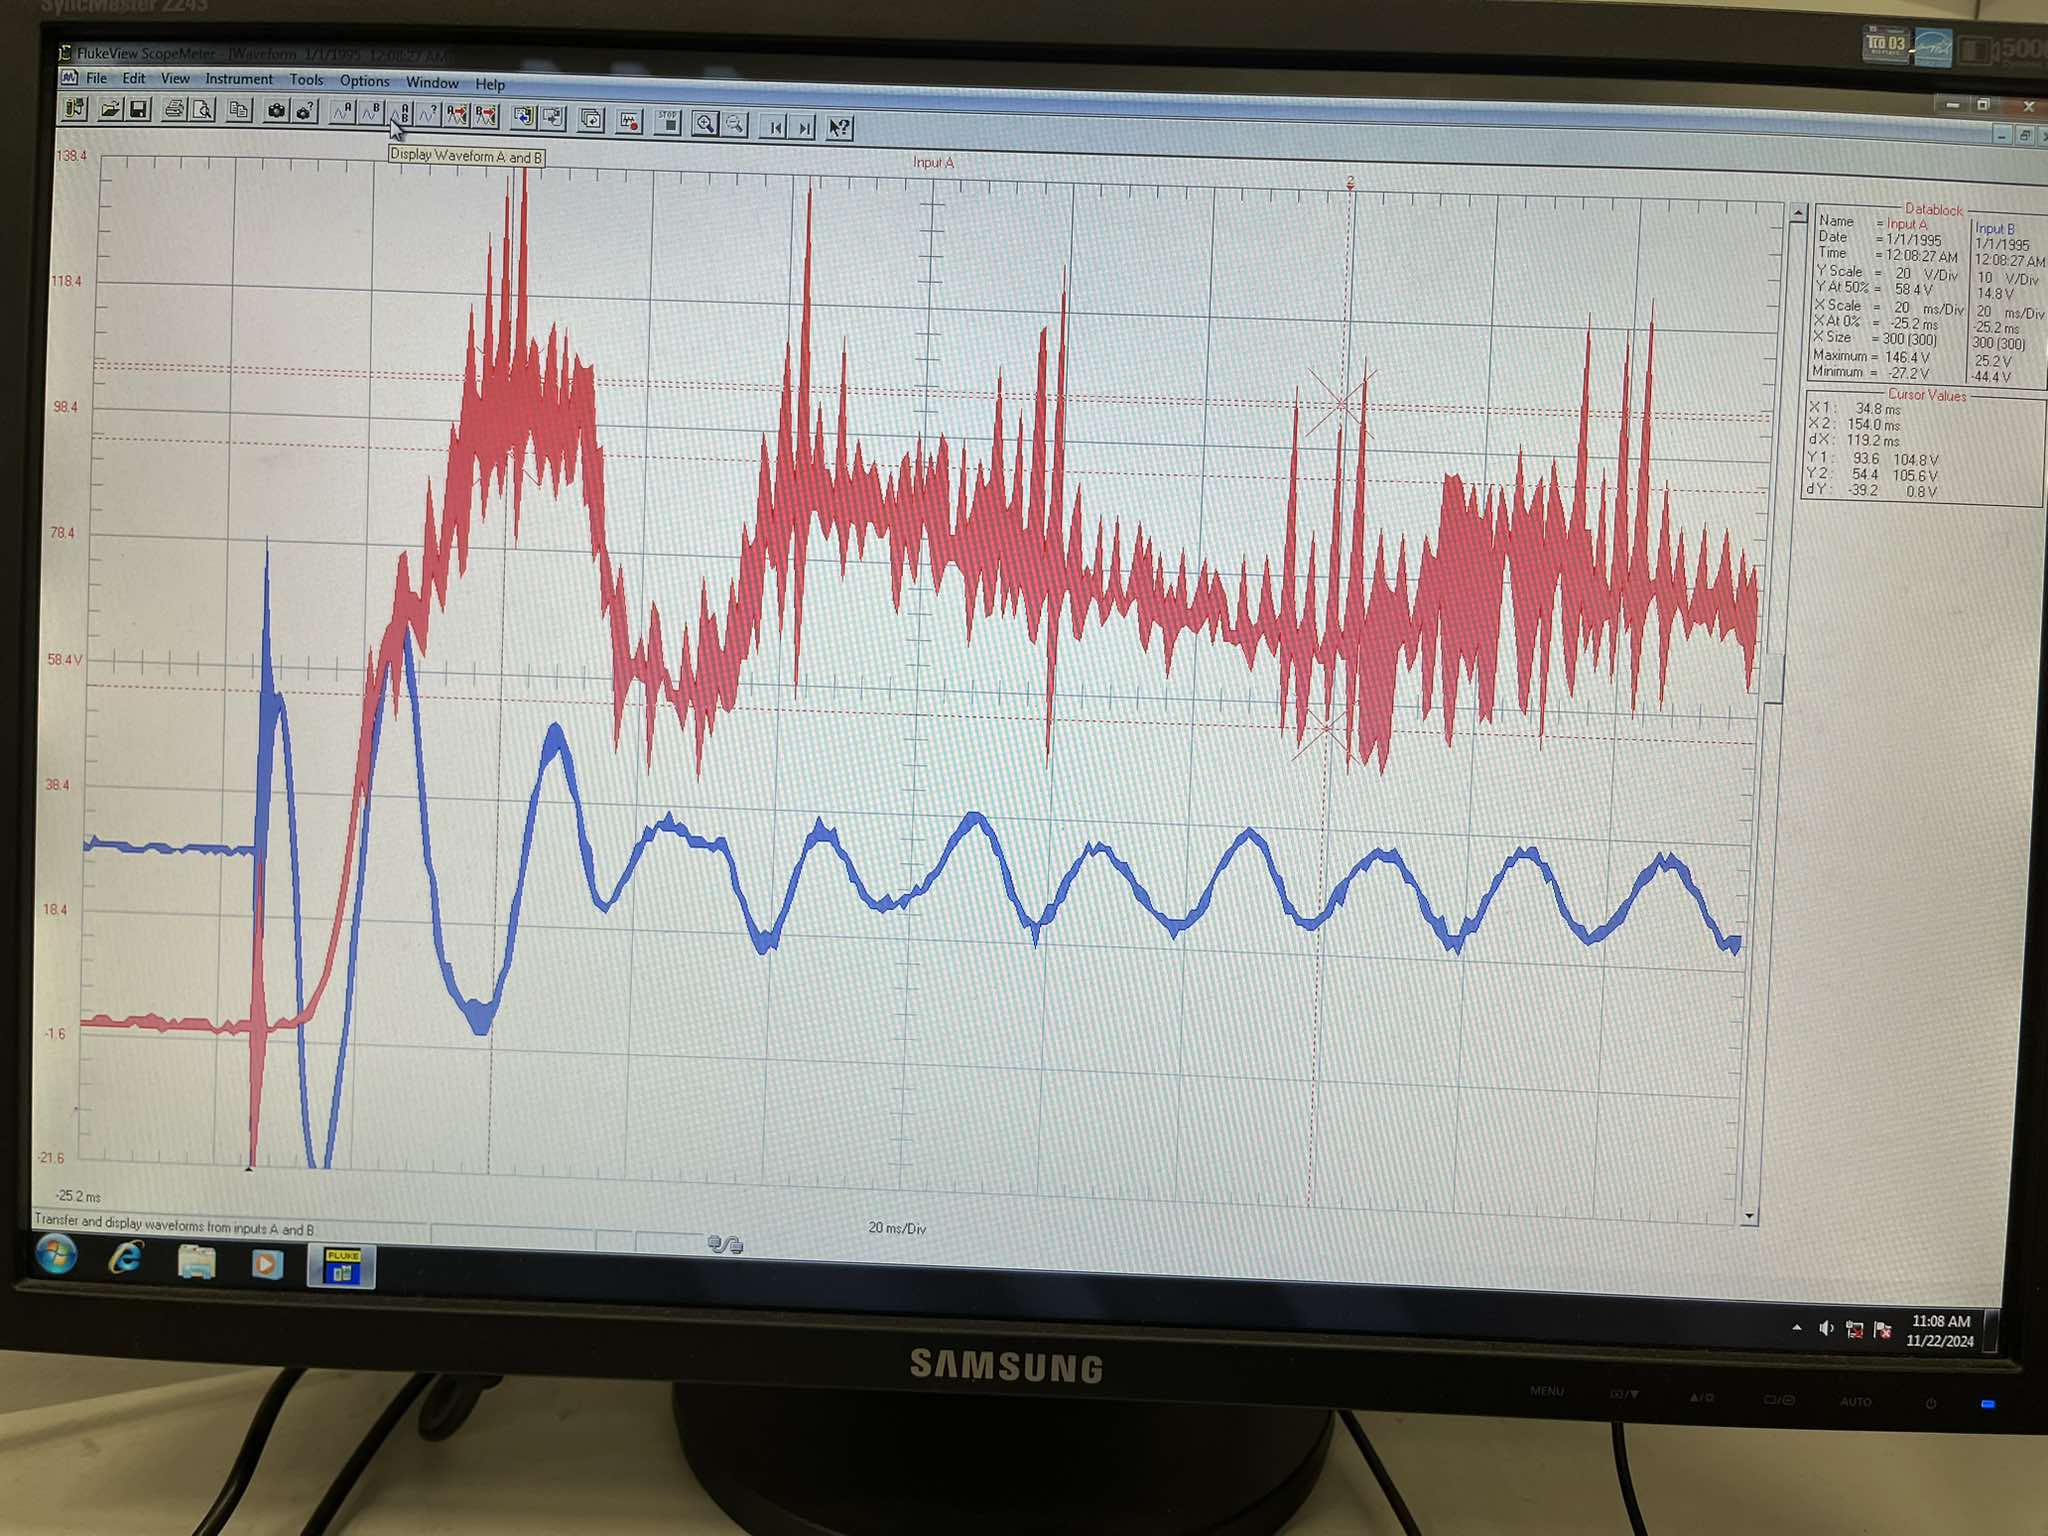 SyncMaster 2243
FlukeView ScopeMeter - [Waveform 1/1/1995 12:08:27 AM]
File Edit View Instrument Tools Options Window Help
A B A B ? A B STOP ?
Display Waveform A and B
Input A
2
138.4
118.4
98.4
78.4
58.4 V
38.4
18.4
-1.6
-21.6
-25.2 ms
20 ms/Div
Datablock
Name = Input A Input B
Date = 1/1/1995 1/1/1995
Time = 12:08:27 AM 12:08:27 AM
Y Scale = 20 V/Div 10 V/Div
Y At 50% = 58.4 V 14.8 V
X Scale = 20 ms/Div 20 ms/Div
X At 0% = -25.2 ms -25.2 ms
X Size = 300 (300) 300 (300)
Maximum = 146.4 V 25.2 V
Minimum = -27.2 V -44.4 V
Cursor Values
X1: 34.8 ms
X2: 154.0 ms
dX: 119.2 ms
Y1: 93.6 104.8 V
Y2: 54.4 105.6 V
dY: -39.2 0.8 V
Transfer and display waveforms from inputs A and B.
FLUKE
11:08 AM
11/22/2024
SAMSUNG
MENU AUTO
TCO 03